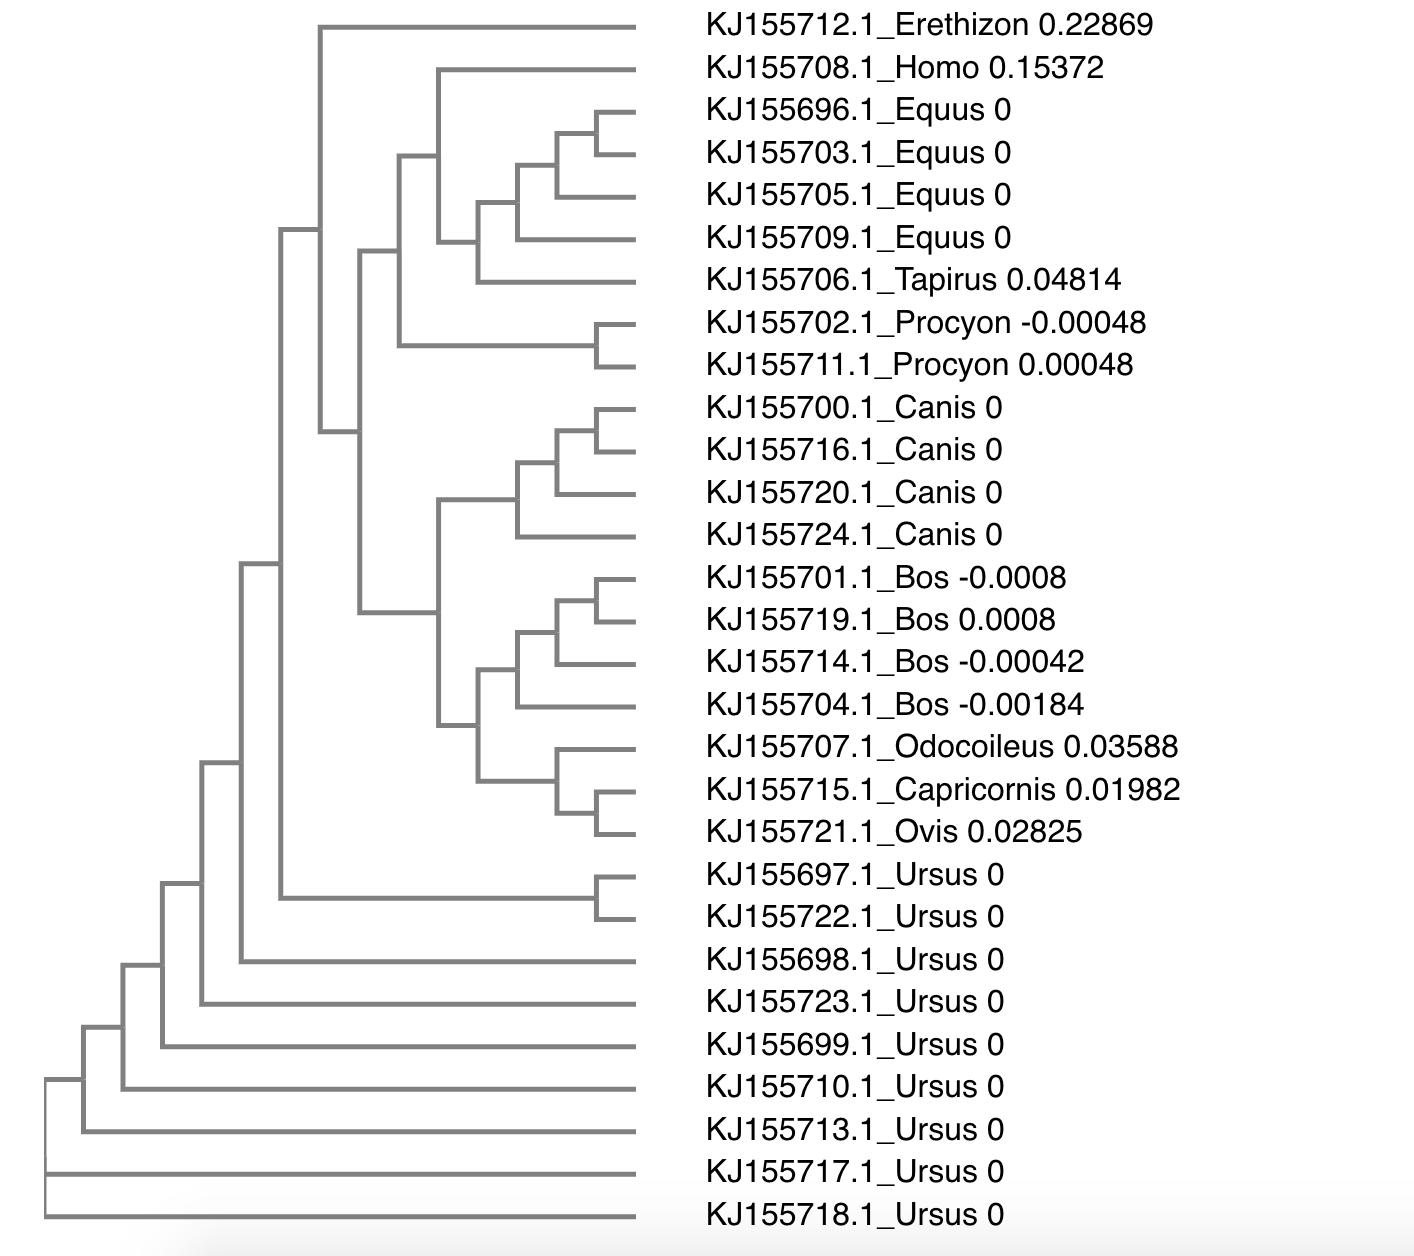 KJ155712.1_Erethizon 0.22869
KJ155708.1_Homo 0.15372
KJ155696.1_Equus 0
KJ155703.1_Equus 0
KJ155705.1_Equus 0
KJ155709.1_Equus 0
KJ155706.1_Tapirus 0.04814
KJ155702.1_Procyon -0.00048
KJ155711.1_Procyon 0.00048
KJ155700.1_Canis 0
KJ155716.1_Canis 0
KJ155720.1_Canis 0
KJ155724.1_Canis 0
KJ155701.1_Bos -0.0008
KJ155719.1_Bos 0.0008
KJ155714.1_Bos -0.00042
KJ155704.1_Bos -0.00184
KJ155707.1_Odocoileus 0.03588
KJ155715.1_Capricornis 0.01982
KJ155721.1_Ovis 0.02825
KJ155697.1_Ursus 0
KJ155722.1_Ursus 0
KJ155698.1_Ursus 0
KJ155723.1_Ursus 0
KJ155699.1_Ursus 0
KJ155710.1_Ursus 0
KJ155713.1_Ursus 0
KJ155717.1_Ursus 0
KJ155718.1_Ursus 0